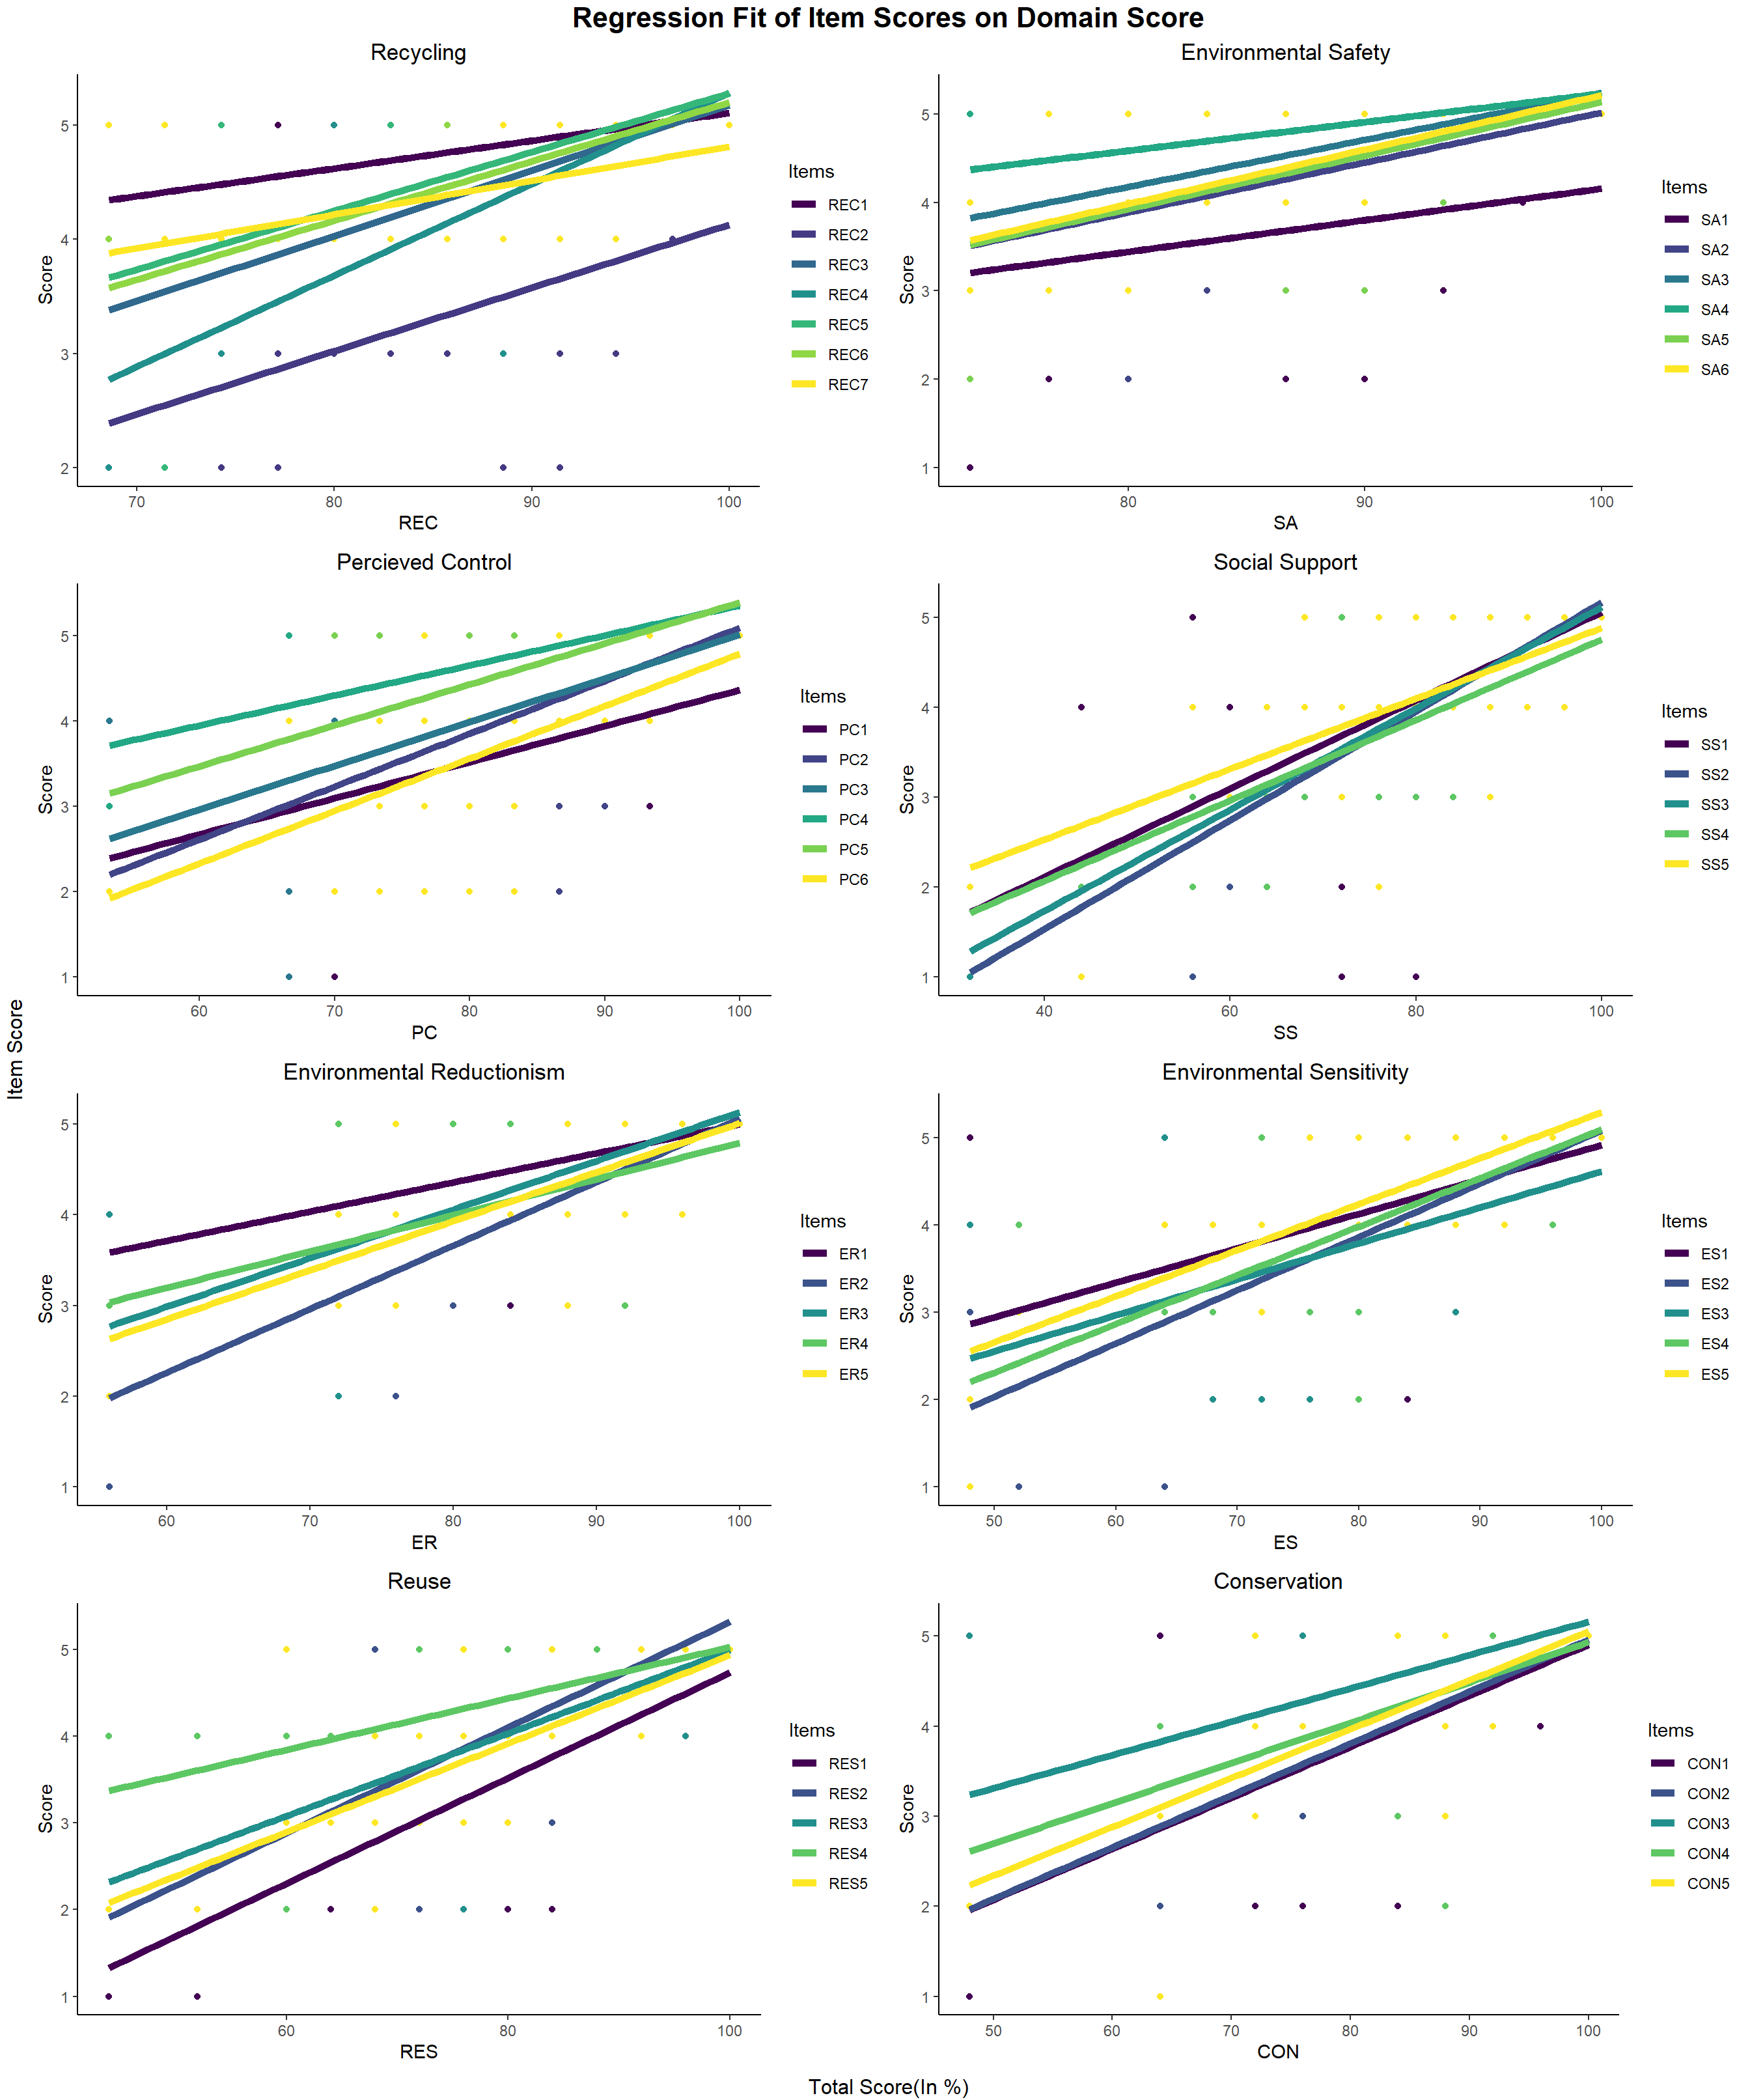 Regression Fit of Item Scores on Domain Score
Recycling
Score
5
4
3
2
70 80 90 100
REC
Items
REC1
REC2
REC3
REC4
REC5
REC6
REC7
Environmental Safety
Score
5
4
3
2
1
80 90 100
SA
Items
SA1
SA2
SA3
SA4
SA5
SA6
Percieved Control
Score
5
4
3
2
1
60 70 80 90 100
PC
Items
PC1
PC2
PC3
PC4
PC5
PC6
Social Support
Score
5
4
3
2
1
40 60 80 100
SS
Items
SS1
SS2
SS3
SS4
SS5
Item Score
Environmental Reductionism
Score
5
4
3
2
1
60 70 80 90 100
ER
Items
ER1
ER2
ER3
ER4
ER5
Environmental Sensitivity
Score
5
4
3
2
1
50 60 70 80 90 100
ES
Items
ES1
ES2
ES3
ES4
ES5
Reuse
Score
5
4
3
2
1
60 80 100
RES
Items
RES1
RES2
RES3
RES4
RES5
Conservation
Score
5
4
3
2
1
50 60 70 80 90 100
CON
Items
CON1
CON2
CON3
CON4
CON5
Total Score(In %)